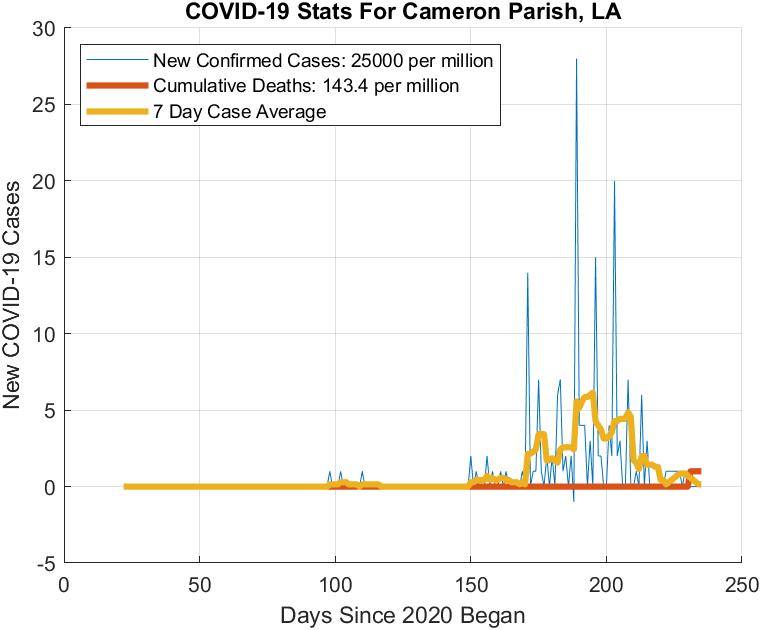 COVID-19 Stats For Cameron Parish, LA
30
25
20
15
10
5
0
-5
New COVID-19 Cases
New Confirmed Cases: 25000 per million
Cumulative Deaths: 143.4 per million
7 Day Case Average
0 50 100 150 200 250
Days Since 2020 Began